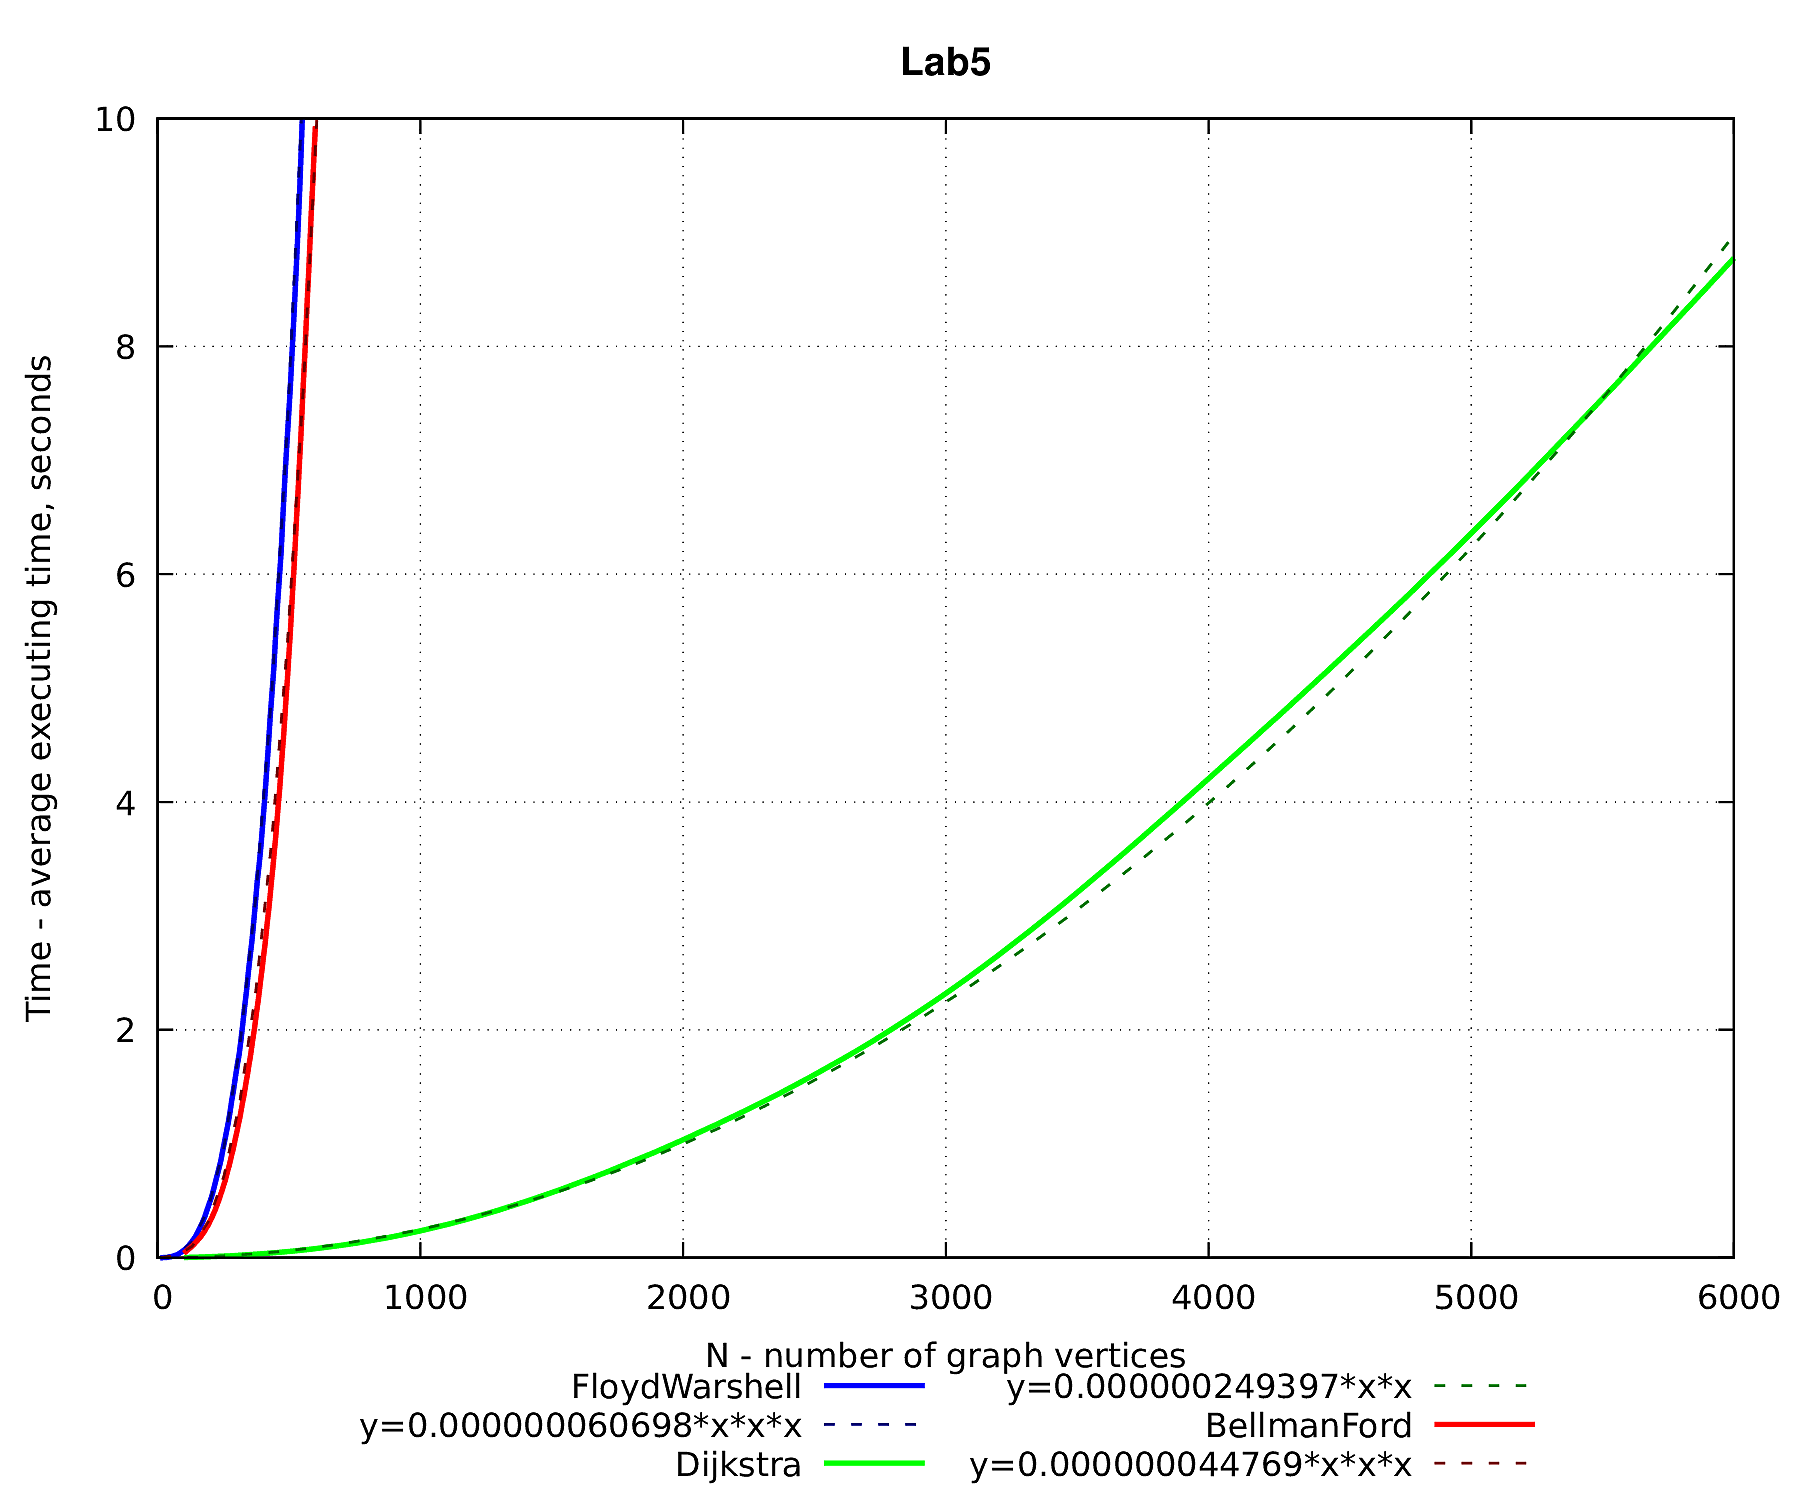 Lab5
10
8
6
4
2
0
Time - average executing time, seconds
0 1000 2000 3000 4000 5000 6000
N - number of graph vertices
FloydWarshell
y=0.000000060698*x*x*x
Dijkstra
y=0.000000249397*x*x
BellmanFord
y=0.000000044769*x*x*x